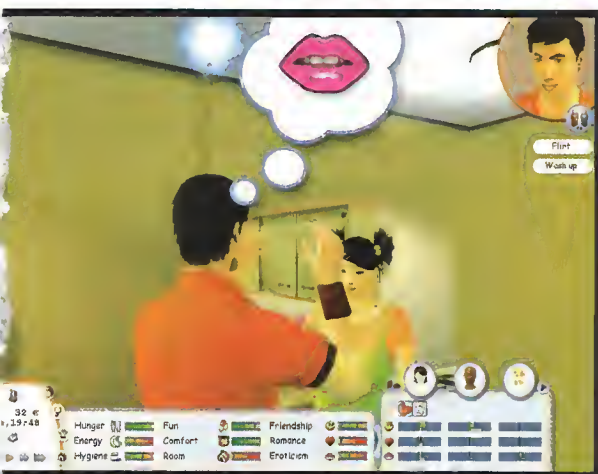 Flirt
Wash up
32 €
19:48
Hunger Fun Friendship
Energy Comfort Romance
Hygiene Room Eroticism